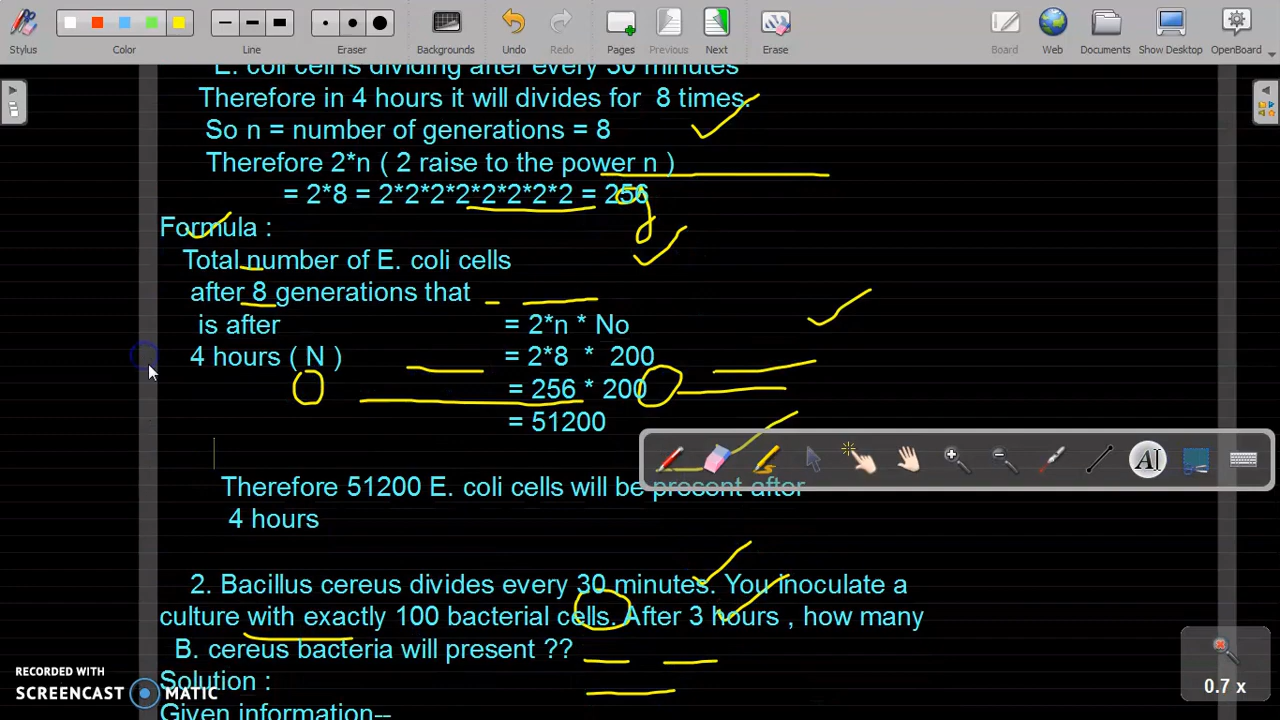 Stylus
Color
Line
Eraser
Backgrounds
Undo
Redo
Pages
Previous
Next
Erase
Board
Web
Documents
Show Desktop
OpenBoard
E. coli cell is dividing after every 30 minutes
Therefore in 4 hours it will divides for 8 times.
So n = number of generations = 8
Therefore 2*n ( 2 raise to the power n )
= 2*8 = 2*2*2*2*2*2*2*2 = 256
Formula :
Total number of E. coli cells
after 8 generations that
is after = 2*n * No
4 hours ( N ) = 2*8 * 200
= 256 * 200
= 51200
AI
Therefore 51200 E. coli cells will be present after
4 hours
2. Bacillus cereus divides every 30 minutes. You inoculate a
culture with exactly 100 bacterial cells. After 3 hours , how many
B. cereus bacteria will present ??
Solution :
Given information--
RECORDED WITH
SCREENCAST MATIC
0.7 x